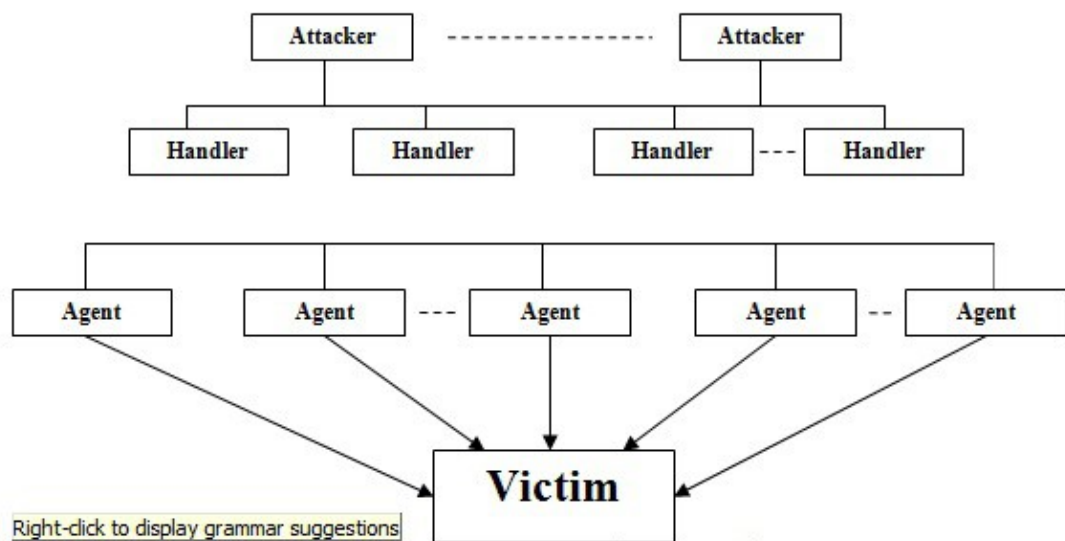 Attacker Attacker
Handler Handler Handler Handler
Agent Agent Agent Agent Agent
Victim
Right-click to display grammar suggestions